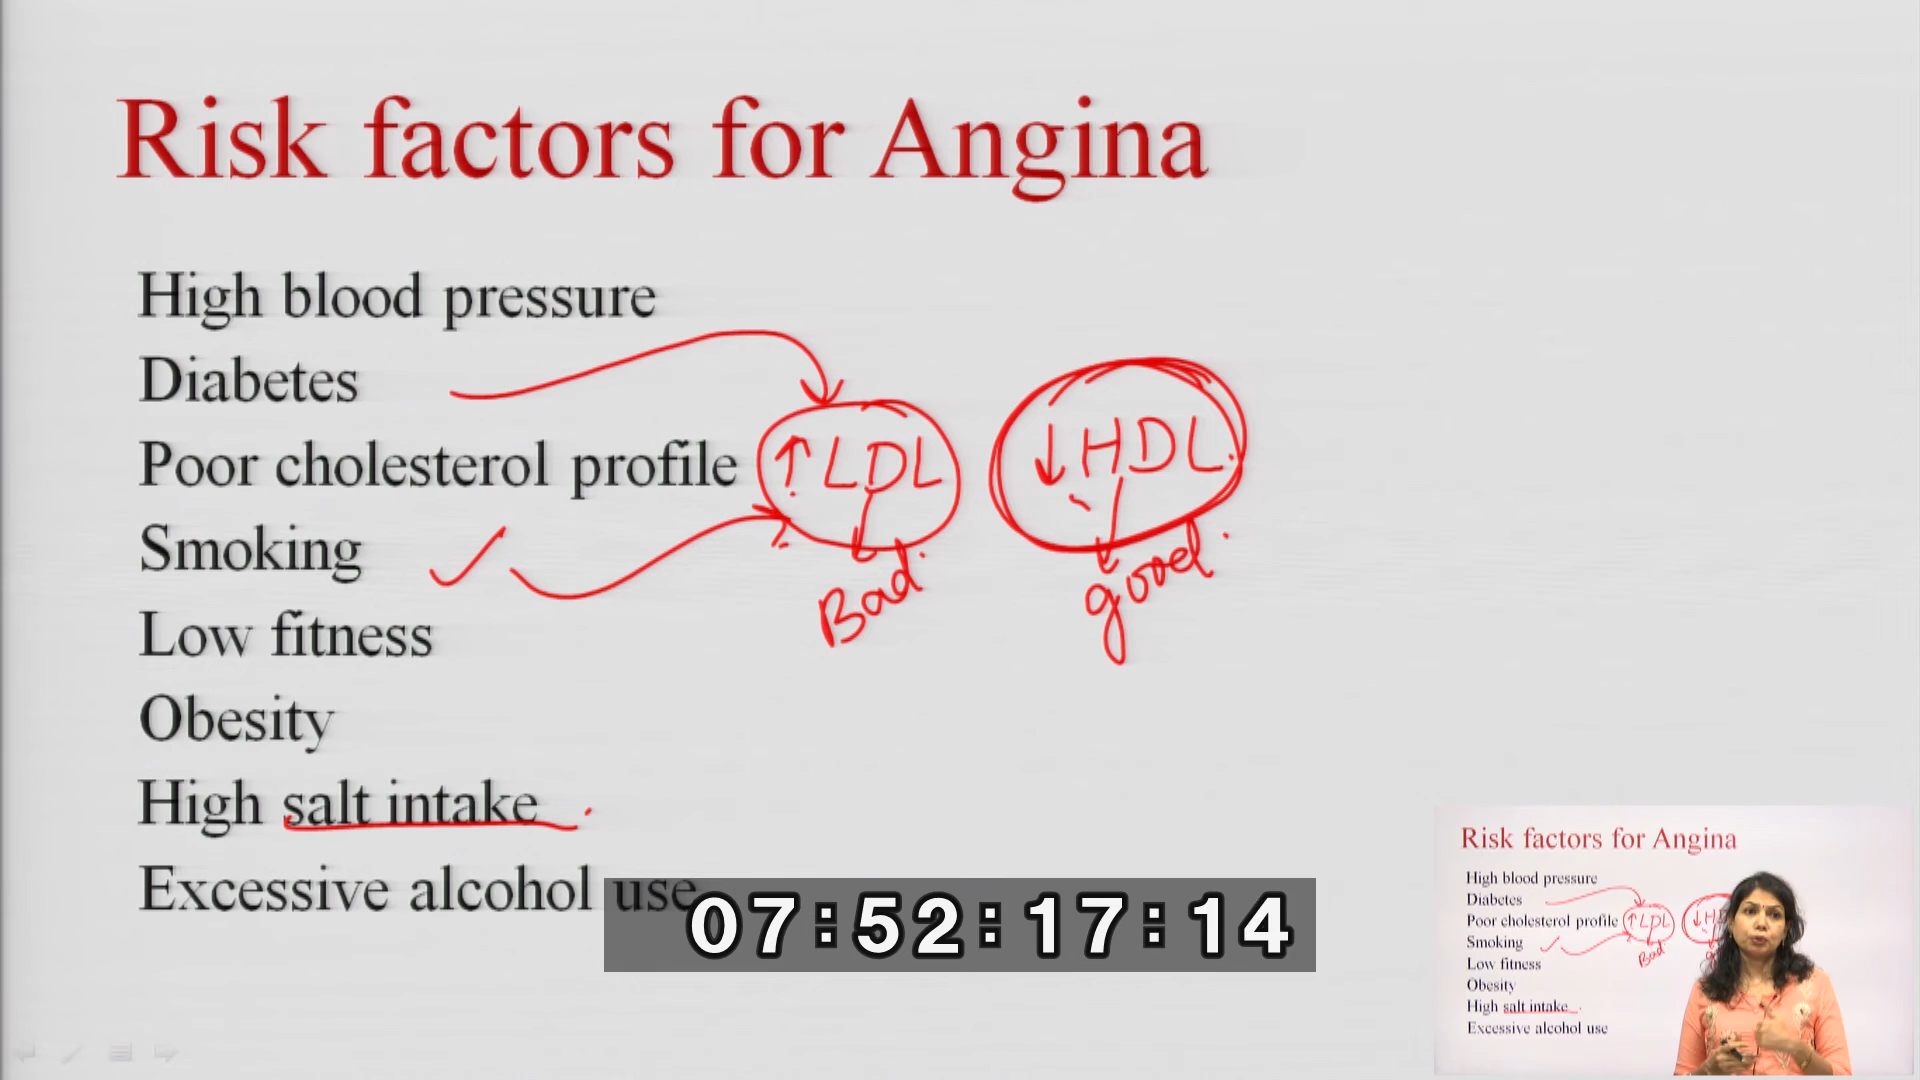 Risk factors for Angina
High blood pressure
Diabetes
Poor cholesterol profile ↑ LDL ↓ HDL
Bad good
Smoking
Low fitness
Obesity
High salt intake
Excessive alcohol use
07:52:17:14
Risk factors for Angina
High blood pressure
Diabetes
Poor cholesterol profile ↑ LDL ↓ H
Bad
Smoking
Low fitness
Obesity
High salt intake
Excessive alcohol use